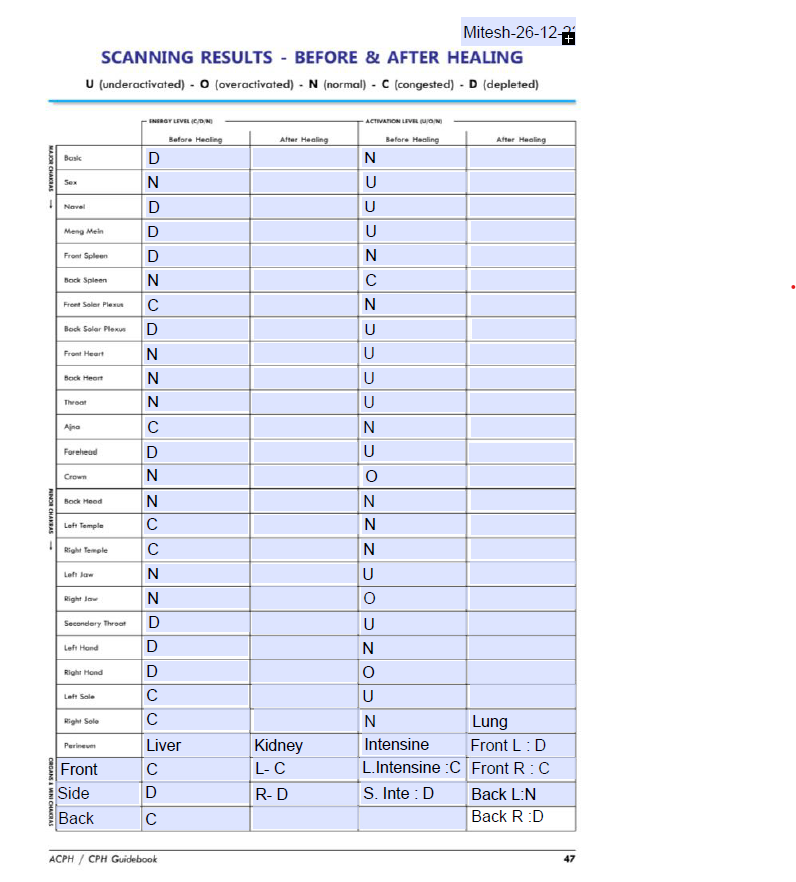 Mitesh-26-12-
SCANNING RESULTS - BEFORE & AFTER HEALING
U (underactivated) - O (overactivated) - N (normal) - C (congested) - D (depleted)
ENERGY LEVEL (C/D/N) ACTIVATION LEVEL (U/O/N)
Before Healing After Healing Before Healing After Healing
MAJOR CHAKRAS →
Basic D N
Sex N U
Navel D U
Meng Mein D U
Front Spleen D N
Back Spleen N C
Front Solar Plexus C N
Back Solar Plexus D U
Front Heart N U
Back Heart N U
Throat N U
Ajna C N
Forehead D U
Crown N O
MINOR CHAKRAS →
Back Head N N
Left Temple C N
Right Temple C N
Left Jaw N U
Right Jaw N O
Secondary Throat D U
Left Hand D N
Right Hand D O
Left Sole C U
Right Sole C N Lung
Perineum Liver Kidney Intensine Front L : D
ORGANS & MINI CHAKRAS
Front C L- C L.Intensine :C Front R : C
Side D R- D S. Inte : D Back L:N
Back C Back R :D
ACPH / CPH Guidebook 47